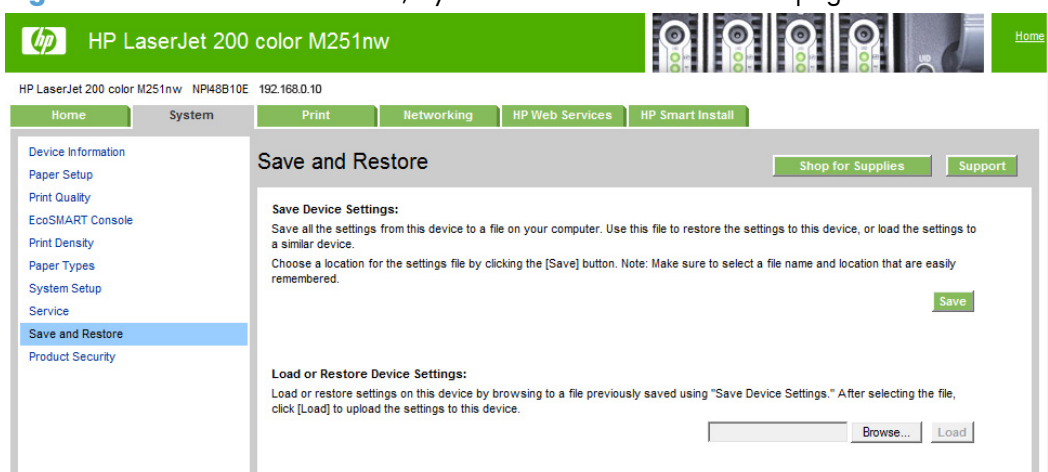 hp
HP LaserJet 200 color M251nw
UID
Home
HP LaserJet 200 color M251nw NPI48B10E 192.168.0.10
Home System Print Networking HP Web Services HP Smart Install
Device Information
Paper Setup
Print Quality
EcoSMART Console
Print Density
Paper Types
System Setup
Service
Save and Restore
Product Security
Save and Restore
Shop for Supplies Support
Save Device Settings:
Save all the settings from this device to a file on your computer. Use this file to restore the settings to this device, or load the settings to
a similar device.
Choose a location for the settings file by clicking the [Save] button. Note: Make sure to select a file name and location that are easily
remembered.
Save
Load or Restore Device Settings:
Load or restore settings on this device by browsing to a file previously saved using "Save Device Settings." After selecting the file,
click [Load] to upload the settings to this device.
Browse... Load